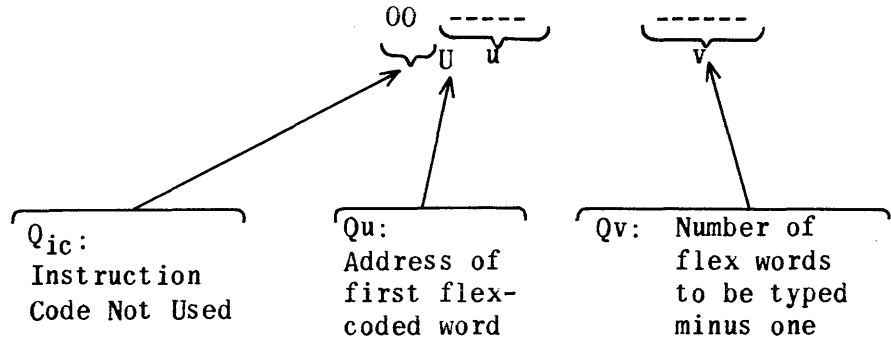 00 ----- -----
U u v
Q_ic: Qu: Qv: Number of
Instruction Address of flex words
Code Not Used first flex- to be typed
coded word minus one